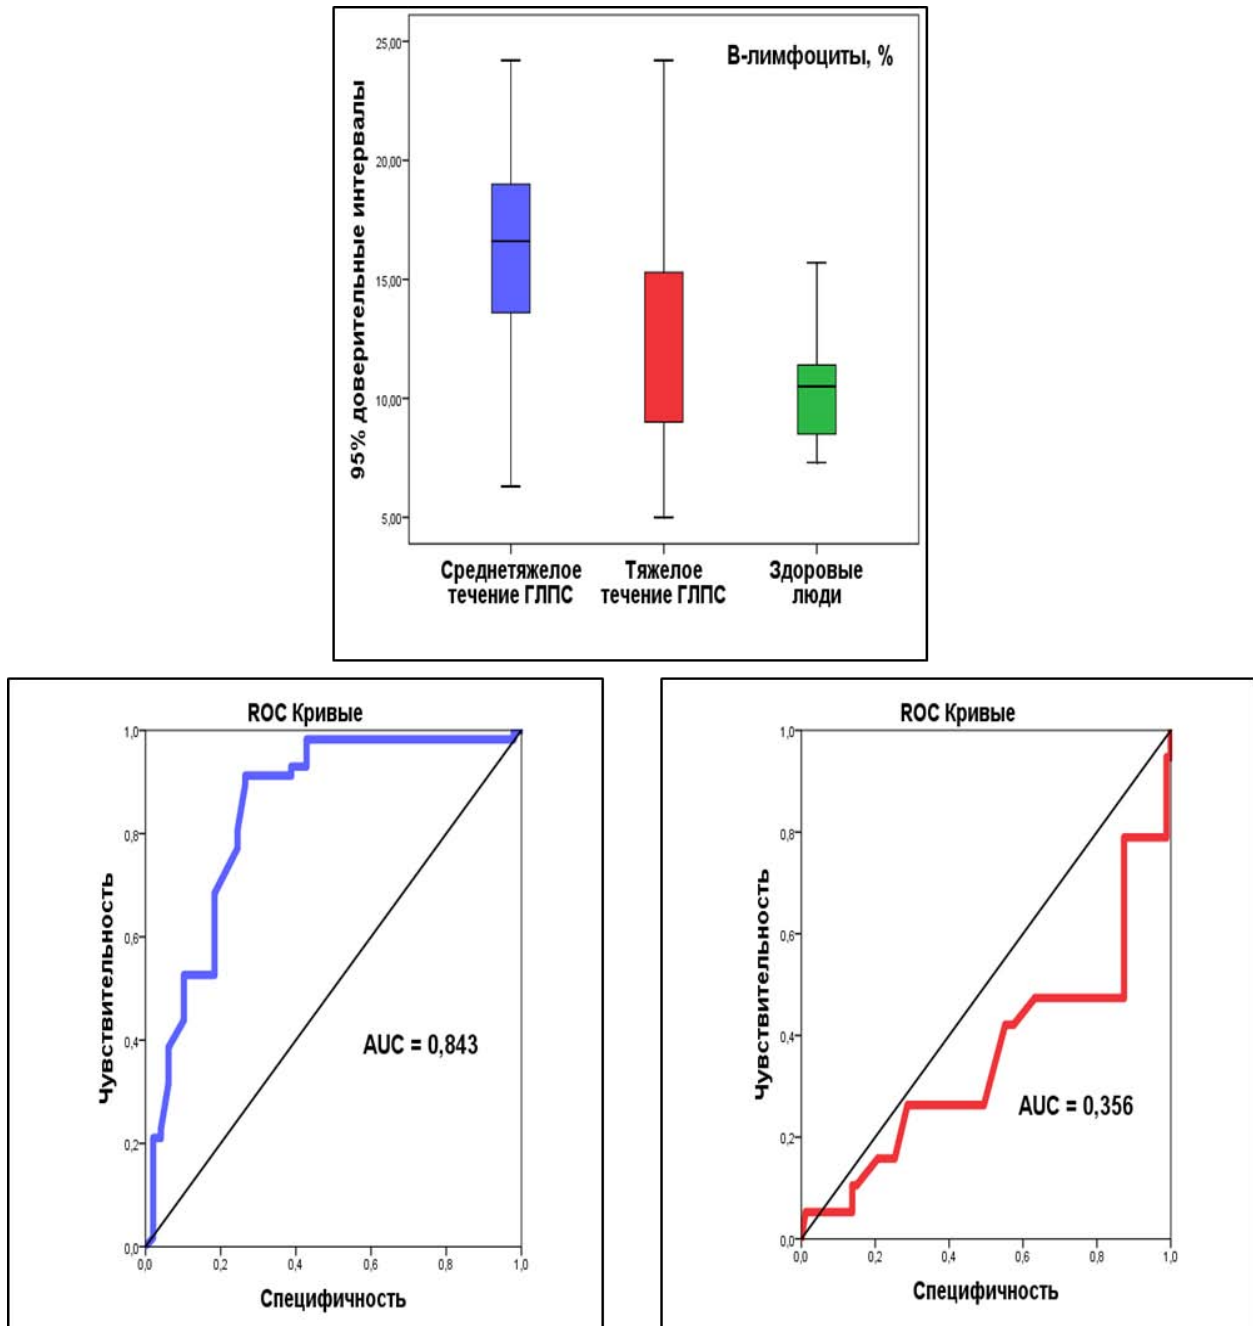 В-лимфоциты, %
95% доверительные интервалы
25,00
20,00
15,00
10,00
5,00
Среднетяжелое
течение ГЛПС
Тяжелое
течение ГЛПС
Здоровые
люди
ROC Кривые
Чувствительность
1,0
0,8
0,6
0,4
0,2
0,0
AUC = 0,843
0,0 0,2 0,4 0,6 0,8 1,0
Специфичность
ROC Кривые
Чувствительность
1,0
0,8
0,6
0,4
0,2
0,0
AUC = 0,356
0,0 0,2 0,4 0,6 0,8 1,0
Специфичность